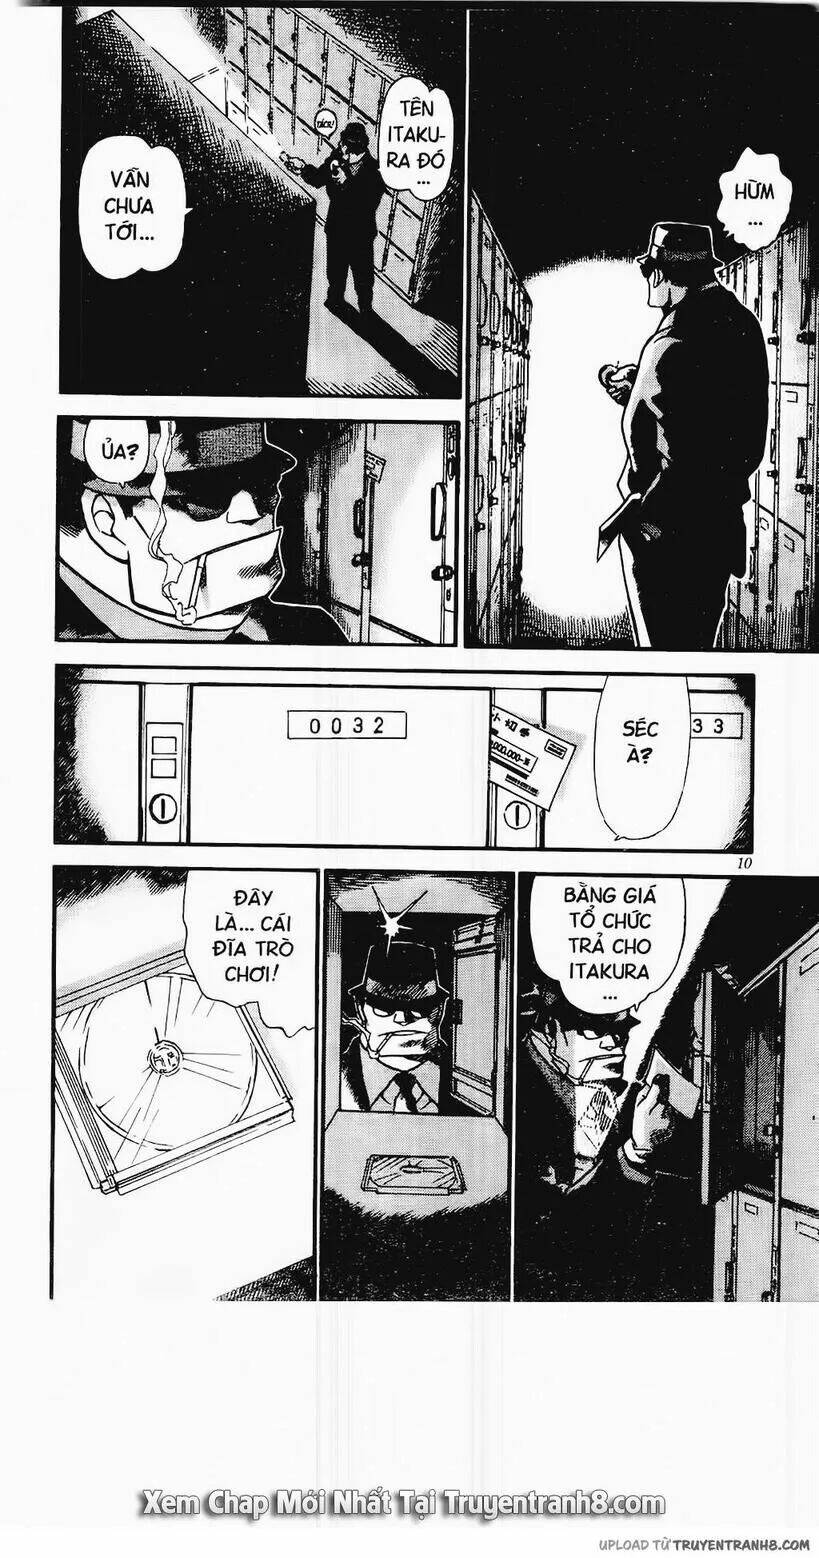 HỪM
...
TÊN
ITAKU-
RA ĐÓ
...
TÁCH!
VẪN
CHƯA
TỚI...
ỦA?
0032
33
SÉC
À?
10
BẰNG GIÁ
TỔ CHỨC
TRẢ CHO
ITAKURA
...
ĐÂY
LÀ... CÁI
ĐĨA TRÒ
CHƠI!
Xem Chap Mới Nhất Tại Truyentranh8.com
UPLOAD TỪ TRUYENTRANH8.COM